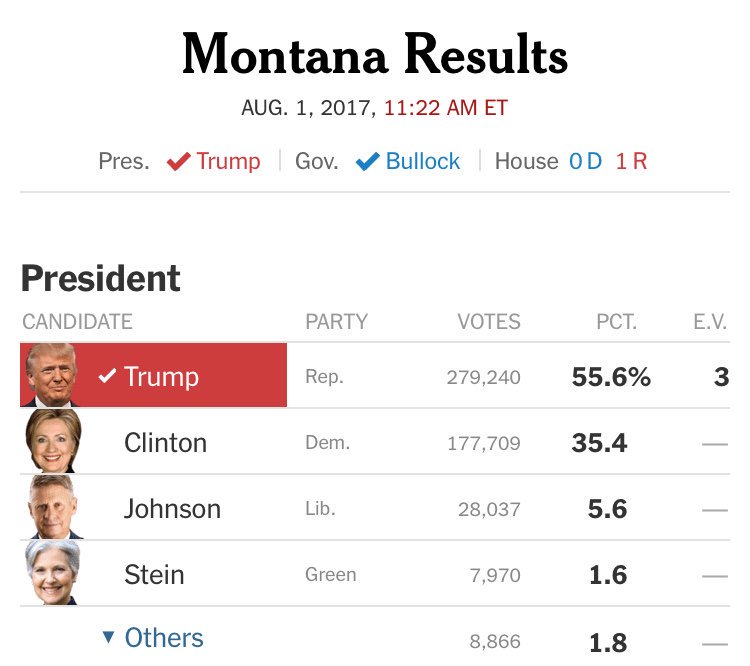 Montana Results
AUG. 1, 2017, 11:22 AM ET
Pres. ✔ Trump | Gov. ✔ Bullock | House 0 D 1 R
President
CANDIDATE PARTY VOTES PCT. E.V.
✓ Trump Rep. 279,240 55.6% 3
Clinton Dem. 177,709 35.4 —
Johnson Lib. 28,037 5.6 —
Stein Green 7,970 1.6 —
▼ Others 8,866 1.8 —